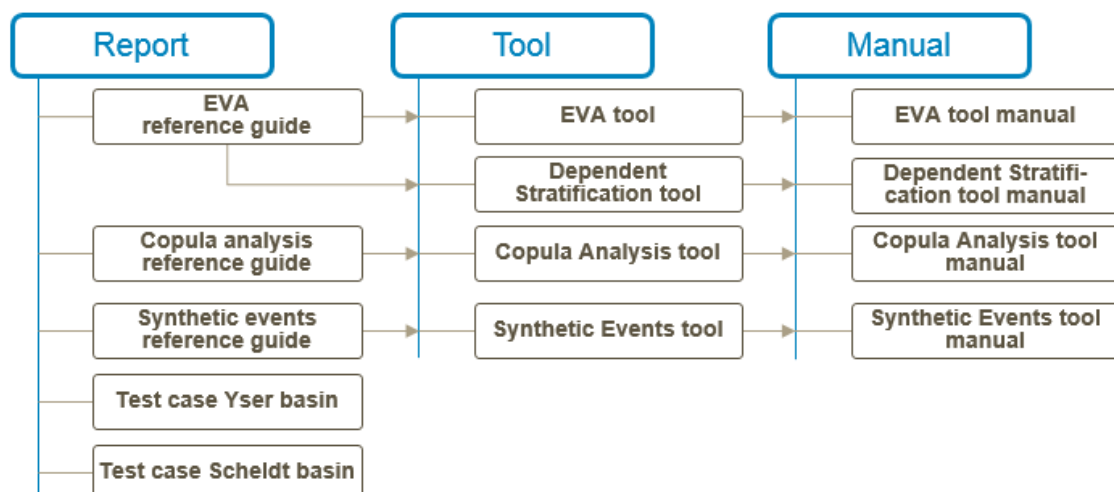 Report
Tool
Manual
EVA
reference guide
EVA tool
EVA tool manual
Dependent
Stratification tool
Dependent Stratifi-
cation tool manual
Copula analysis
reference guide
Copula Analysis tool
Copula Analysis tool
manual
Synthetic events
reference guide
Synthetic Events tool
Synthetic Events tool
manual
Test case Yser basin
Test case Scheldt basin